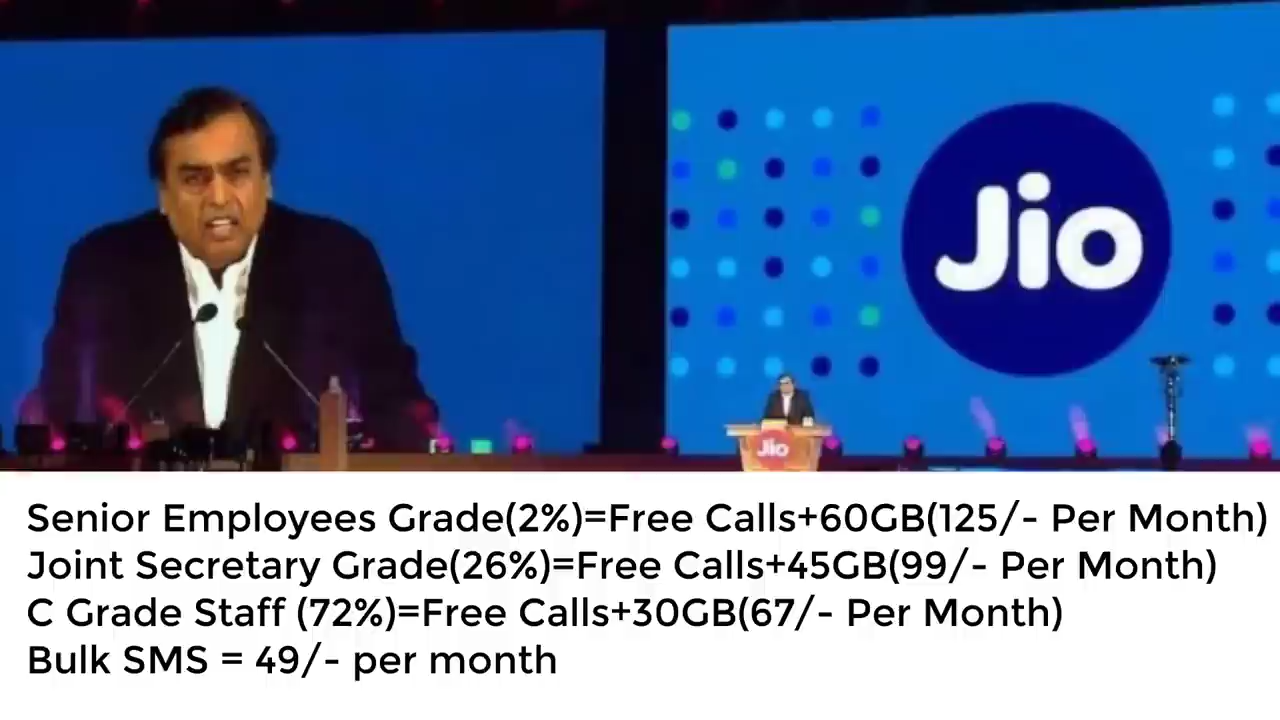 Jio
Jio
Senior Employees Grade(2%)=Free Calls+60GB(125/- Per Month)
Joint Secretary Grade(26%)=Free Calls+45GB(99/- Per Month)
C Grade Staff (72%)=Free Calls+30GB(67/- Per Month)
Bulk SMS = 49/- per month